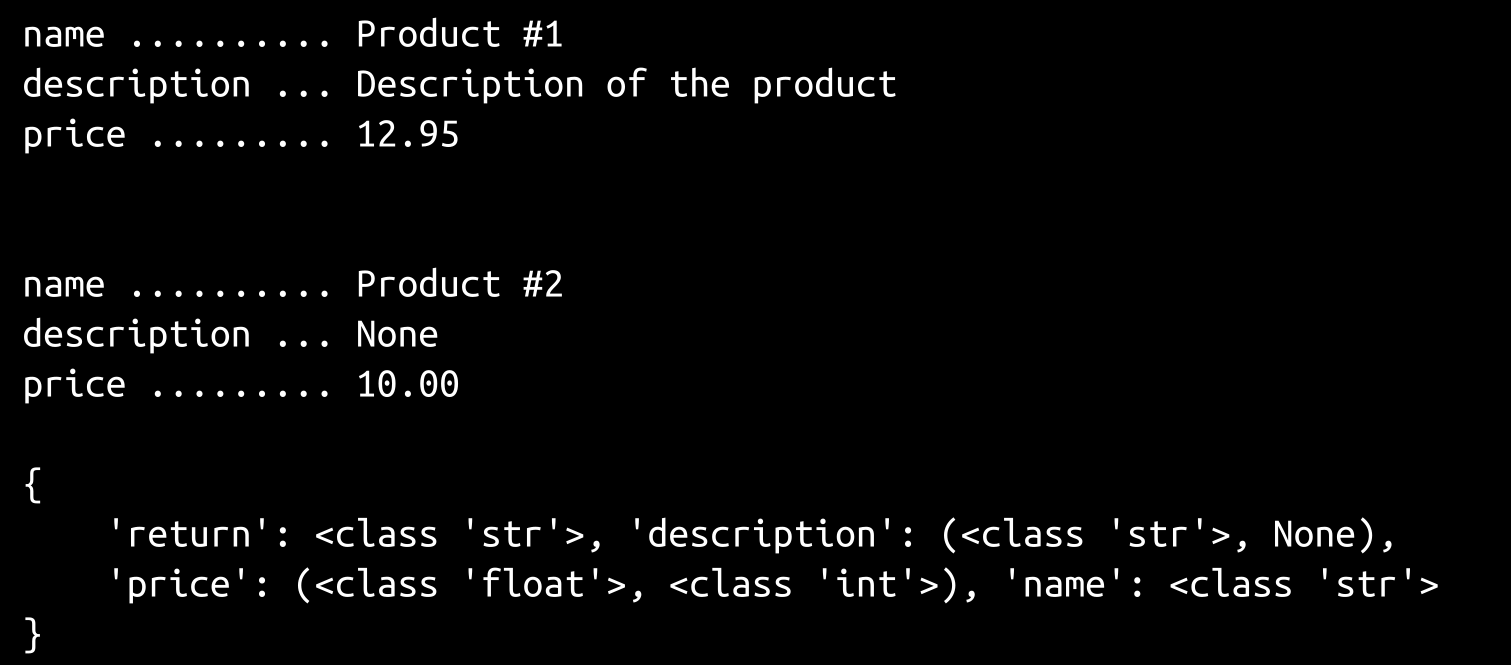 name .......... Product #1
description ... Description of the product
price ......... 12.95
name .......... Product #2
description ... None
price ......... 10.00
{
    'return': <class 'str'>, 'description': (<class 'str'>, None),
    'price': (<class 'float'>, <class 'int'>), 'name': <class 'str'>
}